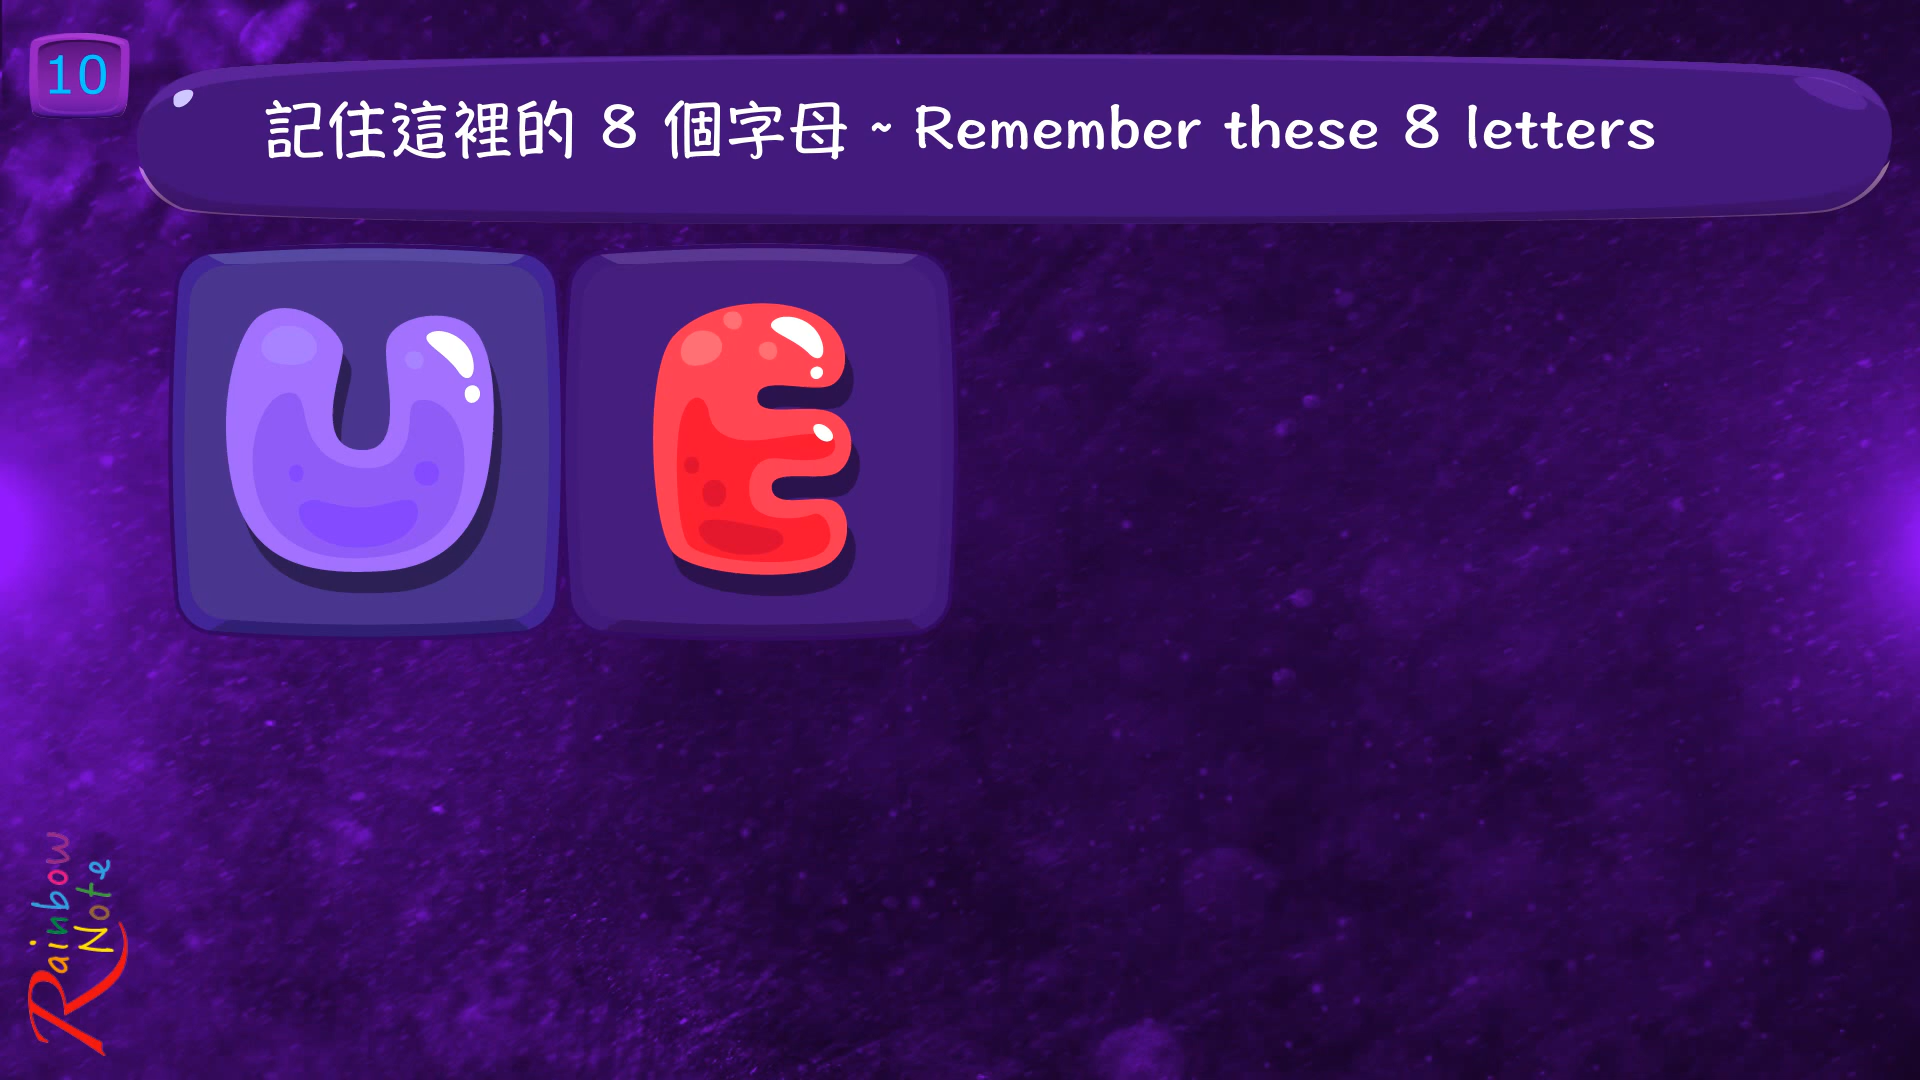 10
記住這裡的 8 個字母 ~ Remember these 8 letters
U E
Rainbow
Note